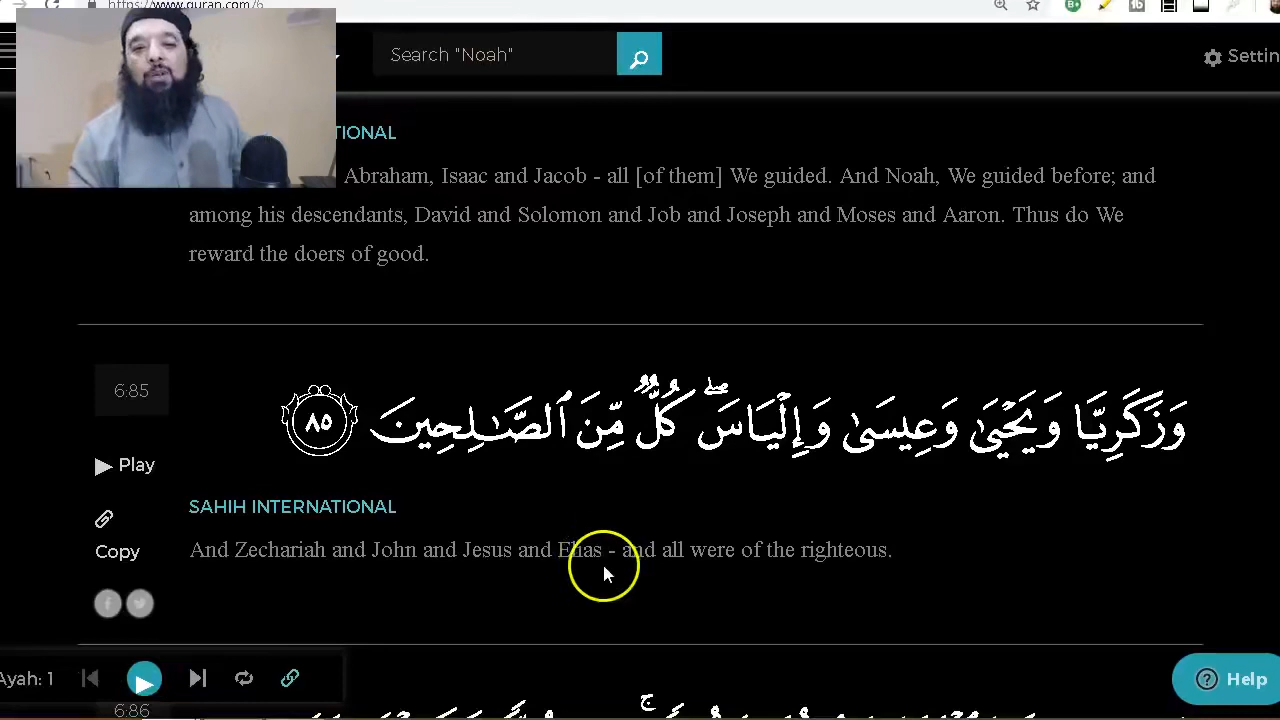 https://www.quran.com/6
Search "Noah"
Settin
TIONAL
Abraham, Isaac and Jacob - all [of them] We guided. And Noah, We guided before; and
among his descendants, David and Solomon and Job and Joseph and Moses and Aaron. Thus do We
reward the doers of good.
6:85
وَزَكَرِيَّا وَيَحْيَىٰ وَعِيسَىٰ وَإِلْيَاسَ ۖ كُلٌّ مِّنَ ٱلصَّـٰلِحِينَ ٨٥
Play
SAHIH INTERNATIONAL
Copy
And Zechariah and John and Jesus and Elias - and all were of the righteous.
Ayah: 1
Help
6:86